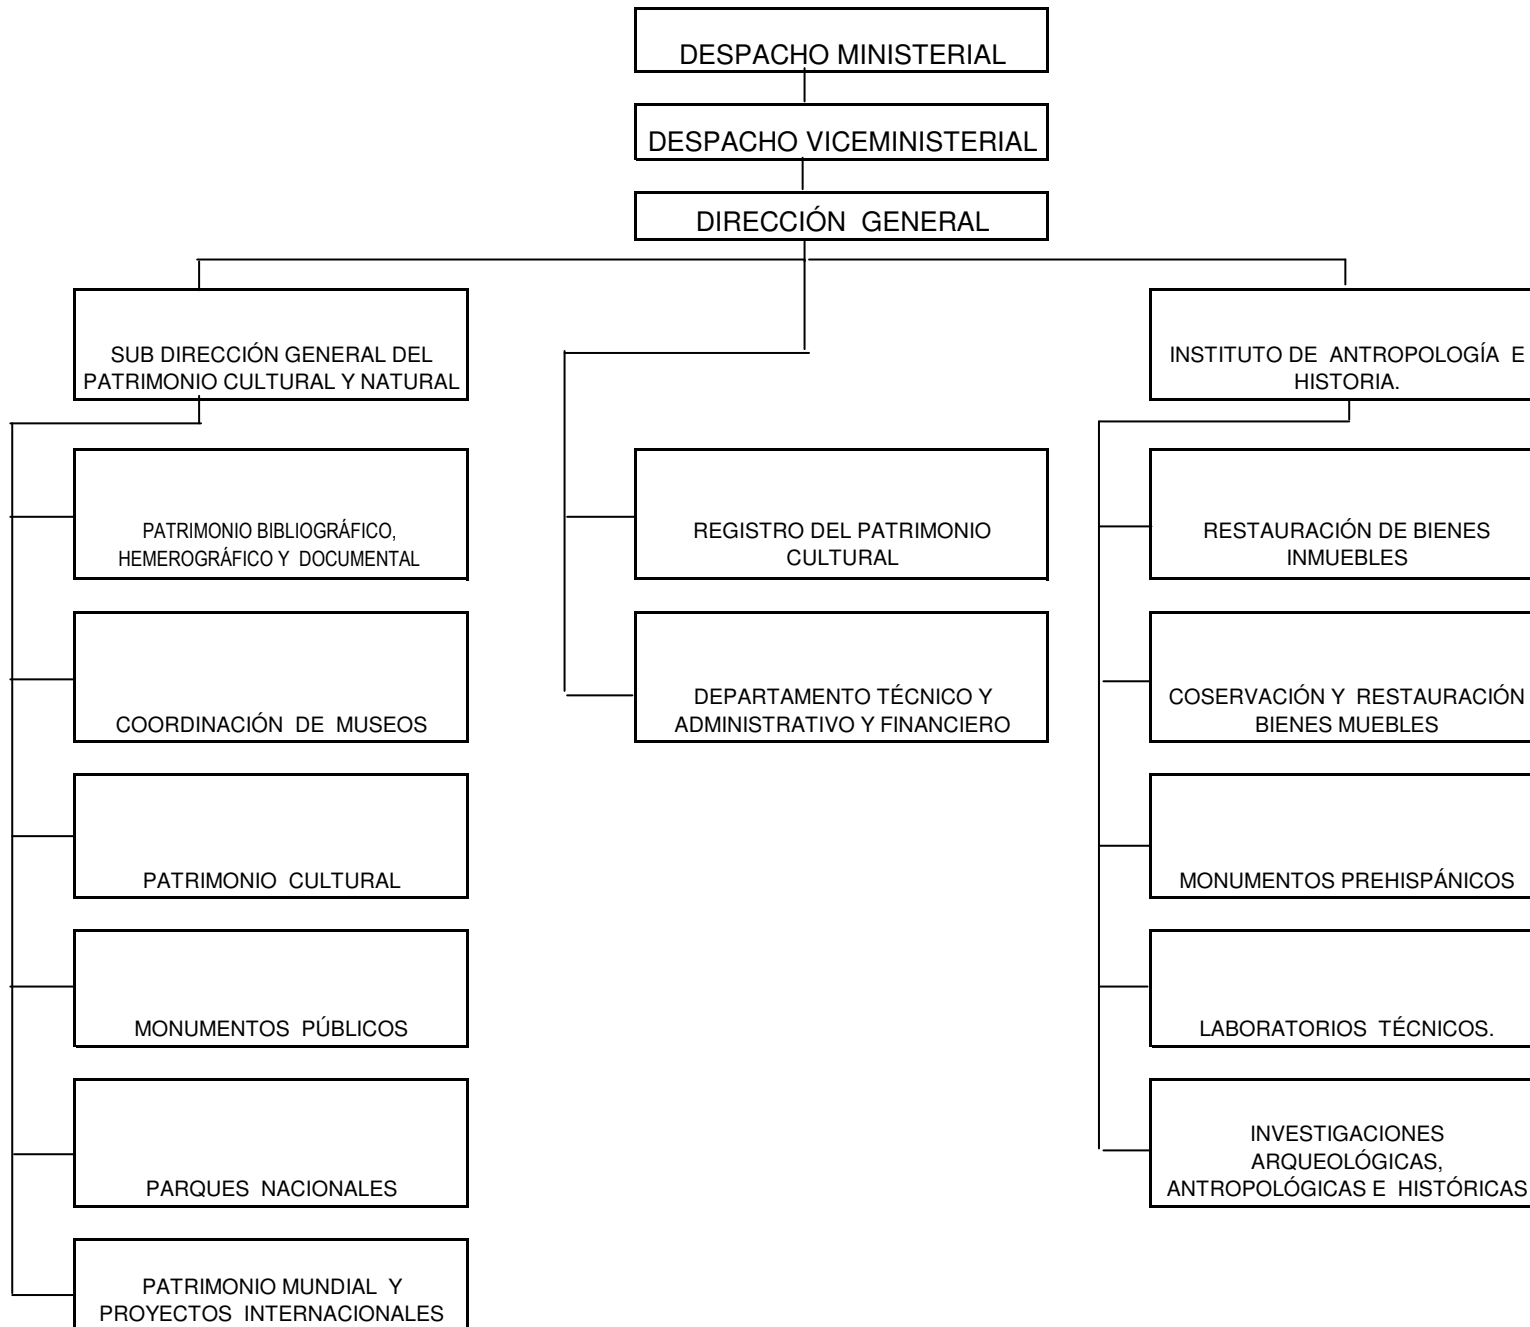 DESPACHO MINISTERIAL
DESPACHO VICEMINISTERIAL
DIRECCIÓN GENERAL
SUB DIRECCIÓN GENERAL DEL
PATRIMONIO CULTURAL Y NATURAL
INSTITUTO DE ANTROPOLOGÍA E
HISTORIA.
PATRIMONIO BIBLIOGRÁFICO,
HEMEROGRÁFICO Y DOCUMENTAL
REGISTRO DEL PATRIMONIO
CULTURAL
RESTAURACIÓN DE BIENES
INMUEBLES
COORDINACIÓN DE MUSEOS
DEPARTAMENTO TÉCNICO Y
ADMINISTRATIVO Y FINANCIERO
COSERVACIÓN Y RESTAURACIÓN
BIENES MUEBLES
PATRIMONIO CULTURAL
MONUMENTOS PREHISPÁNICOS
MONUMENTOS PÚBLICOS
LABORATORIOS TÉCNICOS.
PARQUES NACIONALES
INVESTIGACIONES
ARQUEOLÓGICAS,
ANTROPOLÓGICAS E HISTÓRICAS
PATRIMONIO MUNDIAL Y
PROYECTOS INTERNACIONALES